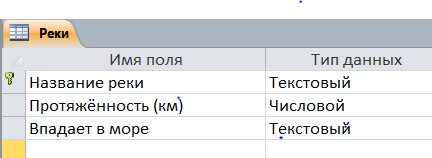 Реки
Имя поля Тип данных
Название реки Текстовый
Протяжённость (км) Числовой
Впадает в море Текстовый